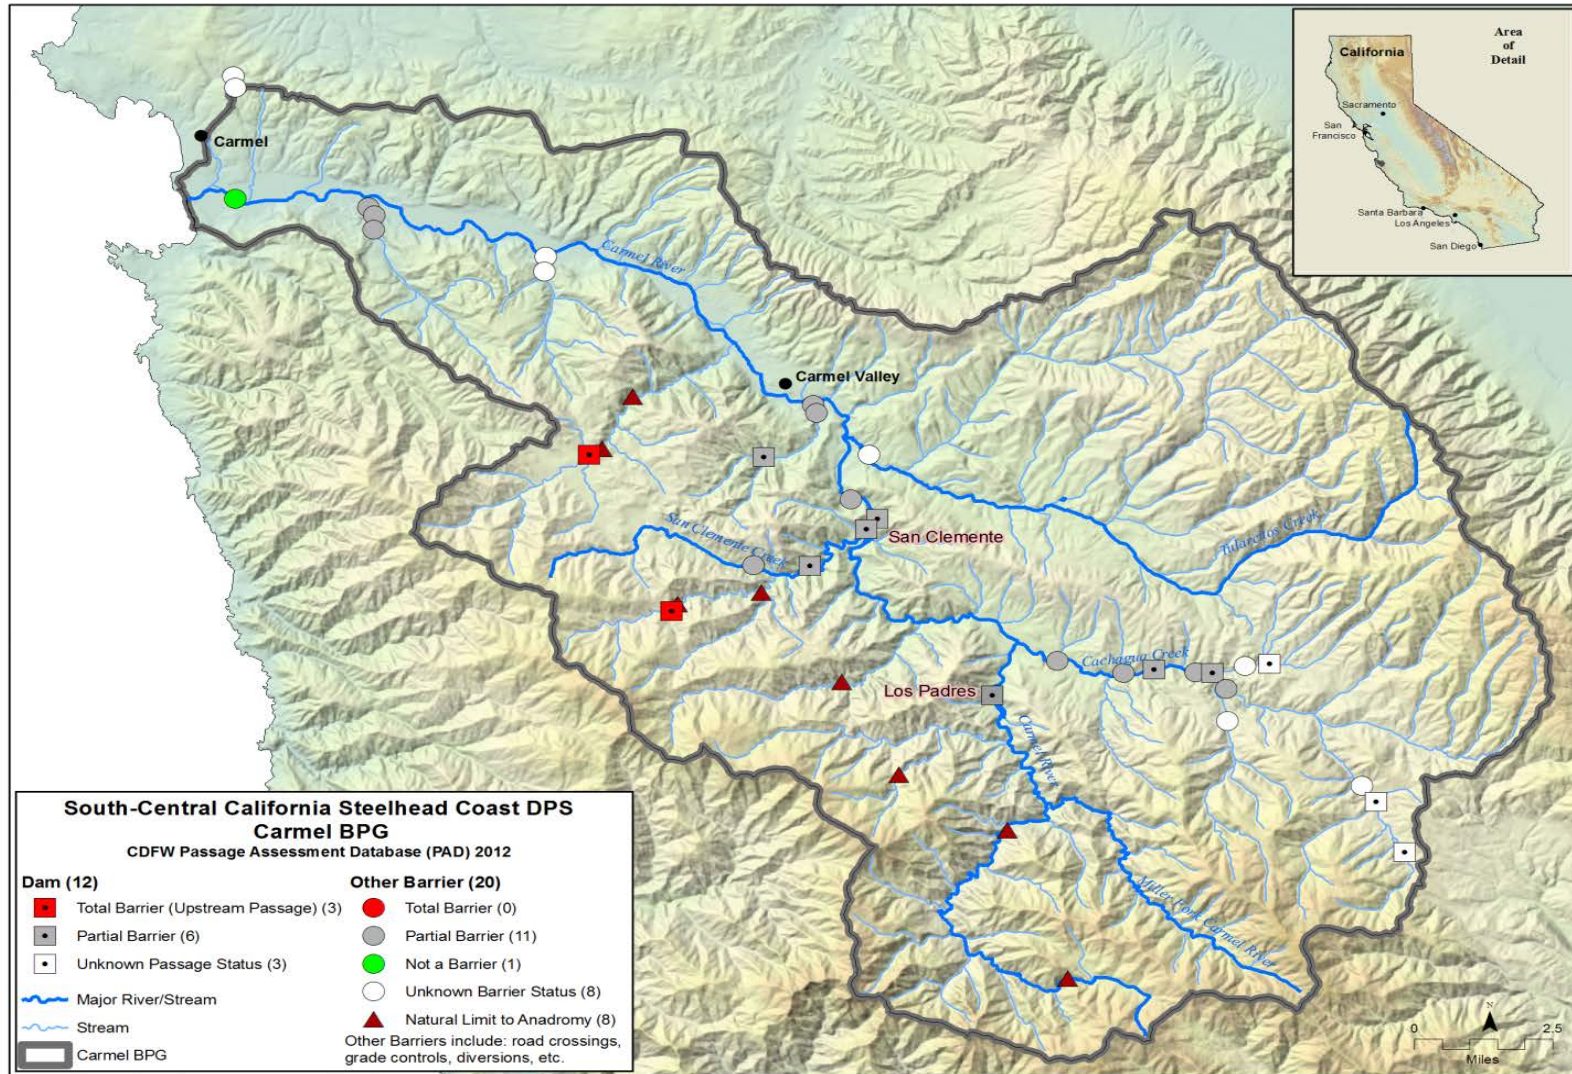 Area
of
Detail
California
Sacramento
San
Francisco
Santa Barbara
Los Angeles
San Diego
Carmel
Carmel River
Carmel Valley
San Clemente Creek
San Clemente
Tularcitos Creek
Cachagua Creek
Los Padres
Carmel River
Miller Fork Carmel River
South-Central California Steelhead Coast DPS
Carmel BPG
CDFW Passage Assessment Database (PAD) 2012
Dam (12)
Total Barrier (Upstream Passage) (3)
Partial Barrier (6)
Unknown Passage Status (3)
Major River/Stream
Stream
Carmel BPG
Other Barrier (20)
Total Barrier (0)
Partial Barrier (11)
Not a Barrier (1)
Unknown Barrier Status (8)
Natural Limit to Anadromy (8)
Other Barriers include: road crossings,
grade controls, diversions, etc.
N
0 2.5
Miles